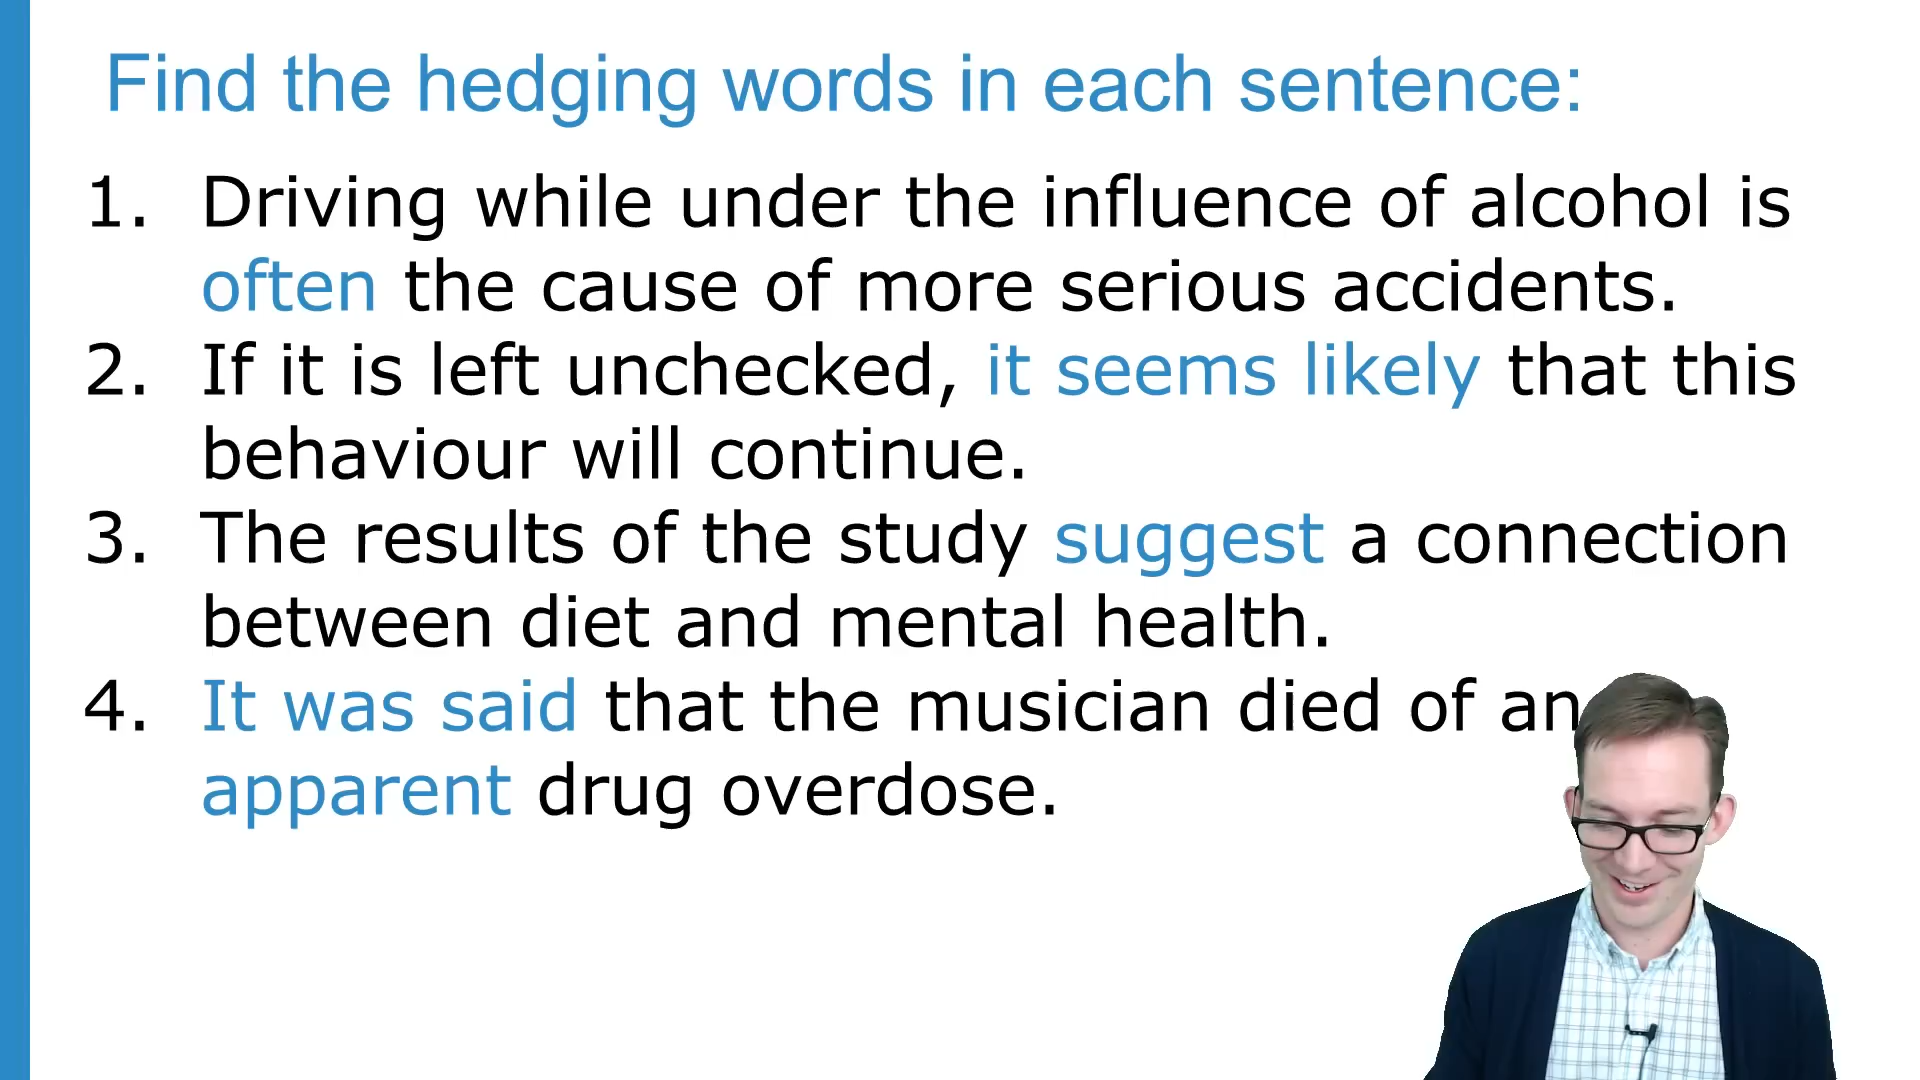 Find the hedging words in each sentence:
1. Driving while under the influence of alcohol is
often the cause of more serious accidents.
2. If it is left unchecked, it seems likely that this
behaviour will continue.
3. The results of the study suggest a connection
between diet and mental health.
4. It was said that the musician died of an
apparent drug overdose.